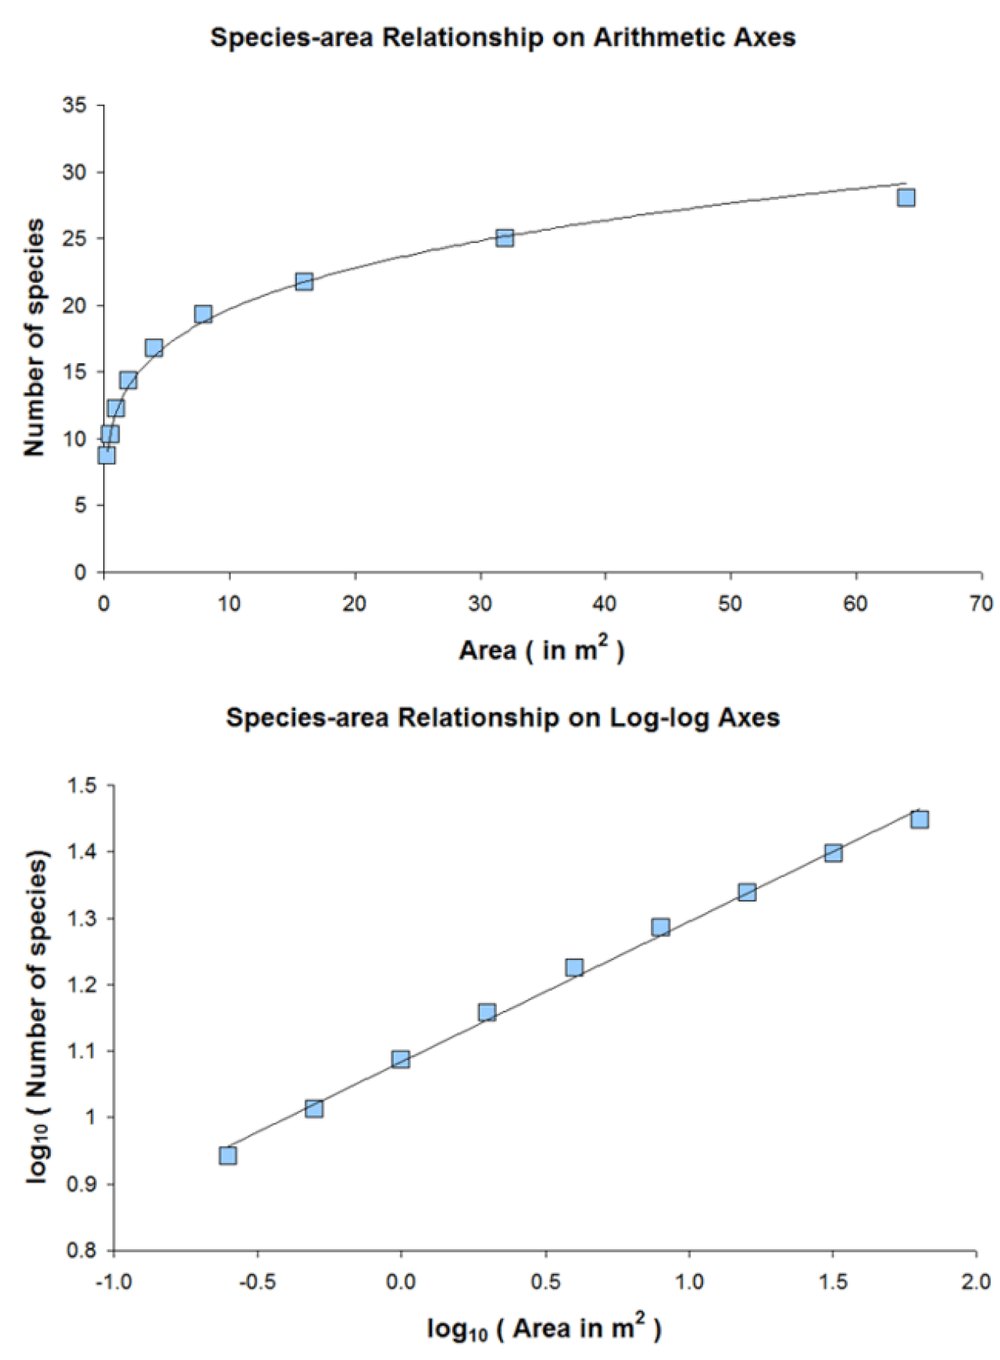 Species-area Relationship on Arithmetic Axes
35
30
25
20
15
10
5
0
Number of species
0 10 20 30 40 50 60 70
Area ( in m² )
Species-area Relationship on Log-log Axes
1.5
1.4
1.3
1.2
1.1
1
0.9
0.8
log₁₀ ( Number of species)
-1.0 -0.5 0.0 0.5 1.0 1.5 2.0
log₁₀ ( Area in m² )